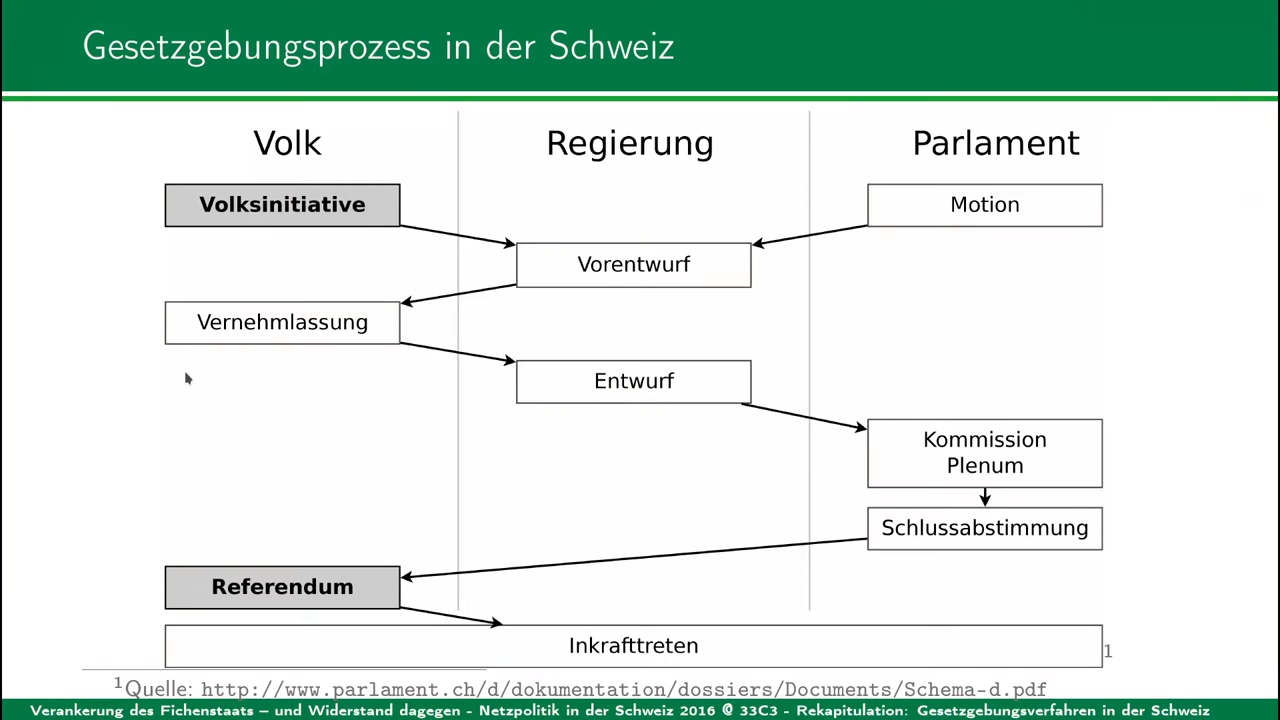 Gesetzgebungsprozess in der Schweiz
Volk
Regierung
Parlament
Volksinitiative
Motion
Vorentwurf
Vernehmlassung
Entwurf
Kommission
Plenum
Schlussabstimmung
Referendum
Inkrafttreten
1
1Quelle: http://www.parlament.ch/d/dokumentation/dossiers/Documents/Schema-d.pdf
Verankerung des Fichenstaats – und Widerstand dagegen - Netzpolitik in der Schweiz 2016 @ 33C3 - Rekapitulation: Gesetzgebungsverfahren in der Schweiz